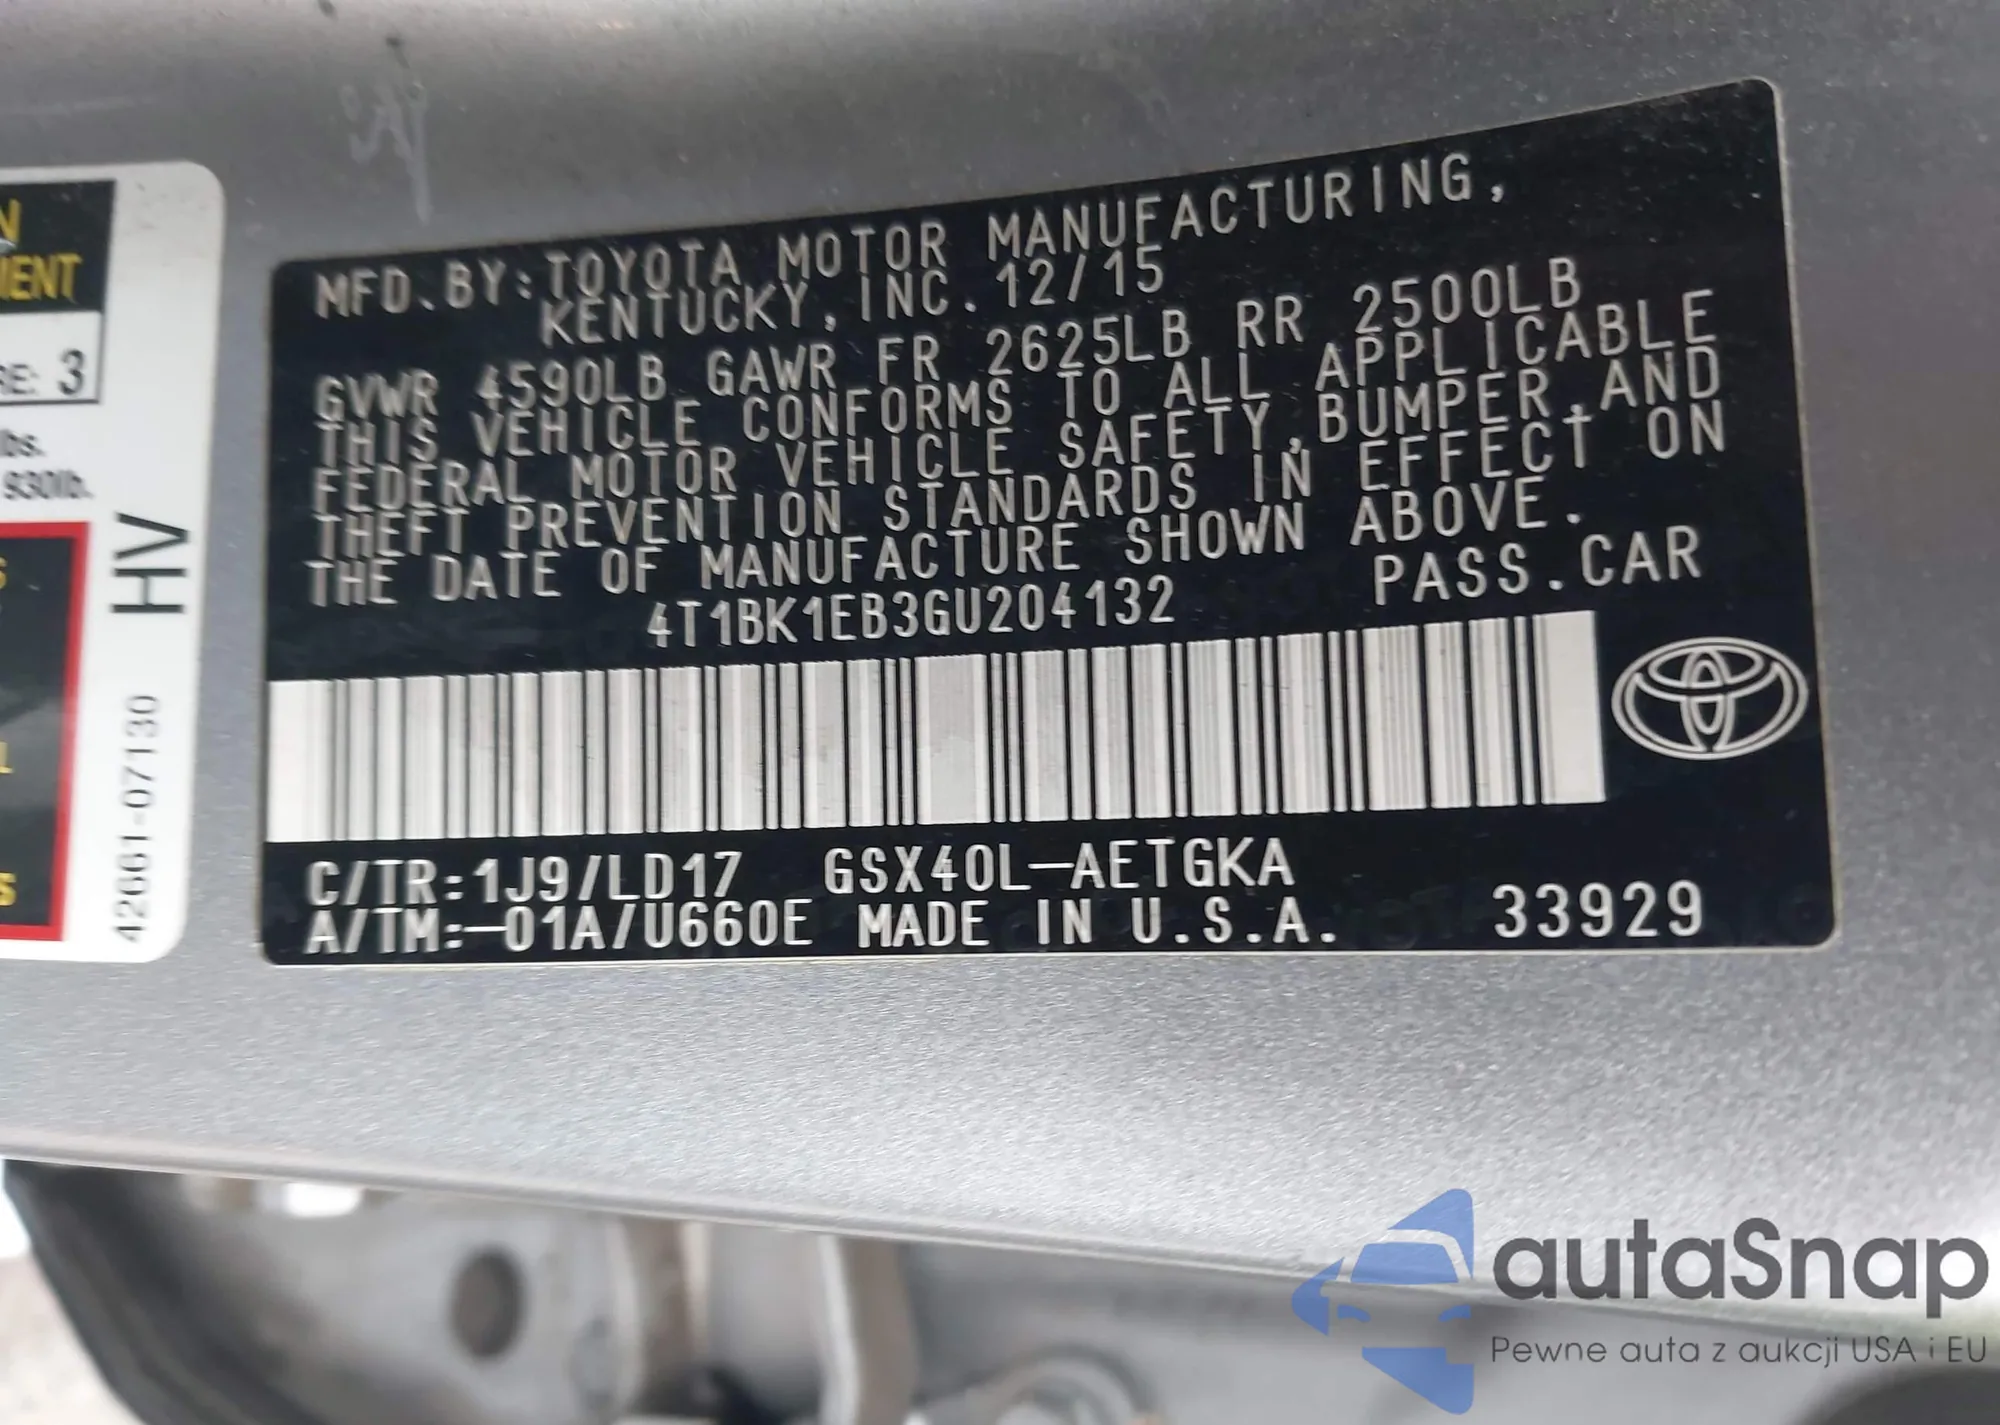 MFD.BY:TOYOTA MOTOR MANUFACTURING,
KENTUCKY, INC. 12/15
GVWR 4590LB GAWR FR 2625LB RR 2500LB
THIS VEHICLE CONFORMS TO ALL APPLICABLE
FEDERAL MOTOR VEHICLE SAFETY,BUMPER,AND
THEFT PREVENTION STANDARDS IN EFFECT ON
THE DATE OF MANUFACTURE SHOWN ABOVE.
4T1BK1EB3GU204132
PASS.CAR
C/TR:1J9/LD17 GSX40L-AETGKA
A/TM:-01A/U660E MADE IN U.S.A.
33929
3
930lb.
HV
42661-07130
autaSnap
Pewne auta z aukcji USA i EU